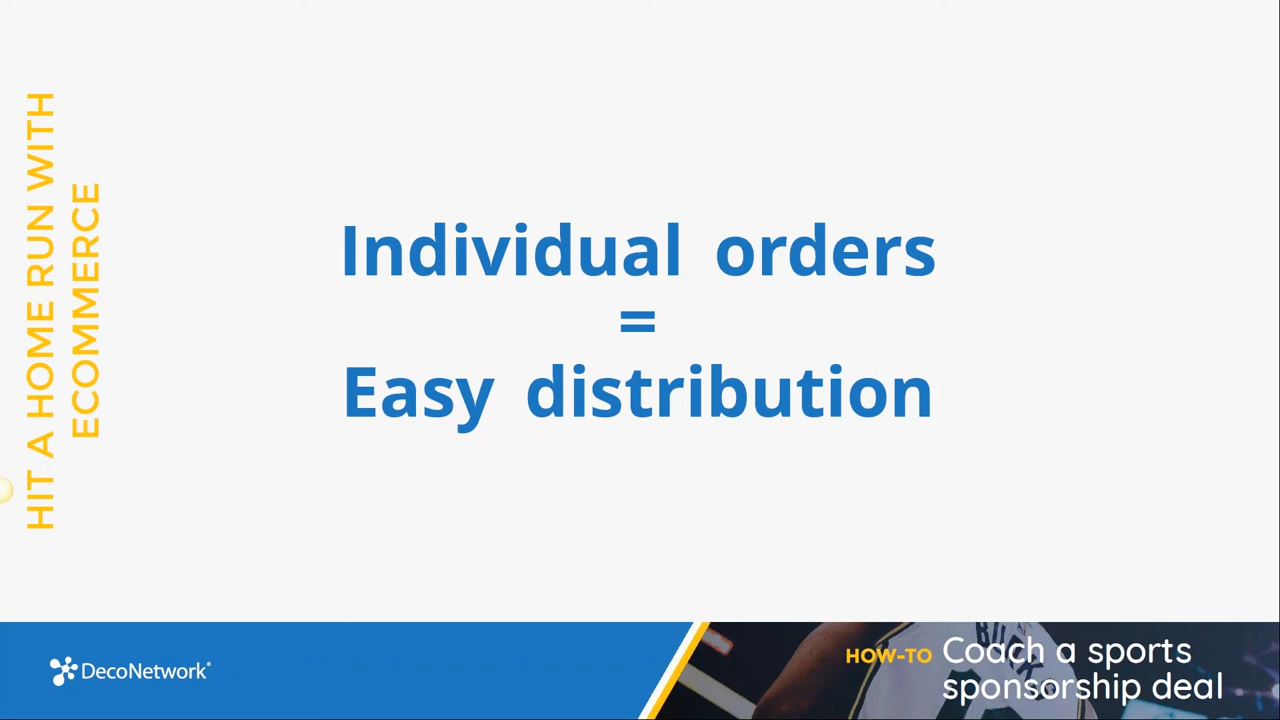 HIT A HOME RUN WITH
ECOMMERCE
Individual orders
=
Easy distribution
DecoNetwork
HOW-TO Coach a sports
sponsorship deal